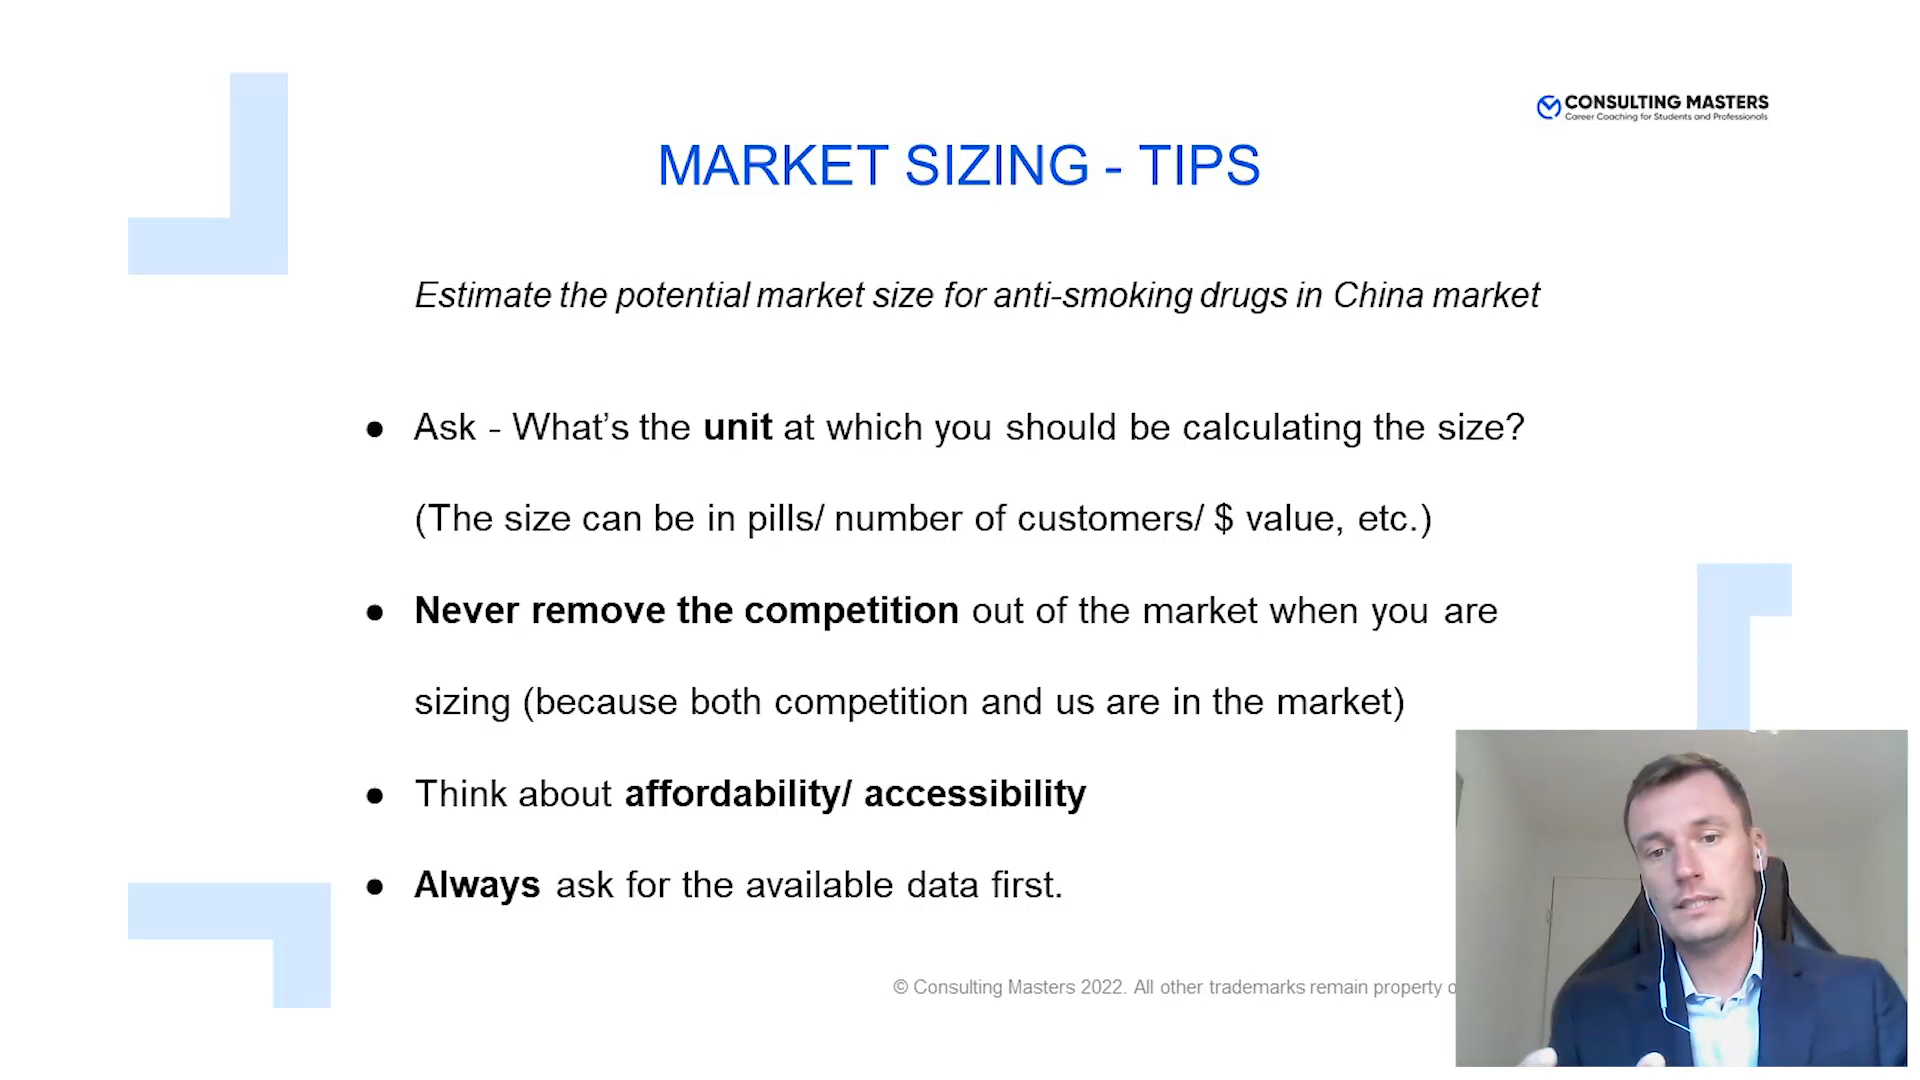 CONSULTING MASTERS
Career Coaching for Students and Professionals
MARKET SIZING - TIPS
Estimate the potential market size for anti-smoking drugs in China market
● Ask - What’s the unit at which you should be calculating the size?
(The size can be in pills/ number of customers/ $ value, etc.)
● Never remove the competition out of the market when you are
sizing (because both competition and us are in the market)
● Think about affordability/ accessibility
● Always ask for the available data first.
© Consulting Masters 2022. All other trademarks remain property